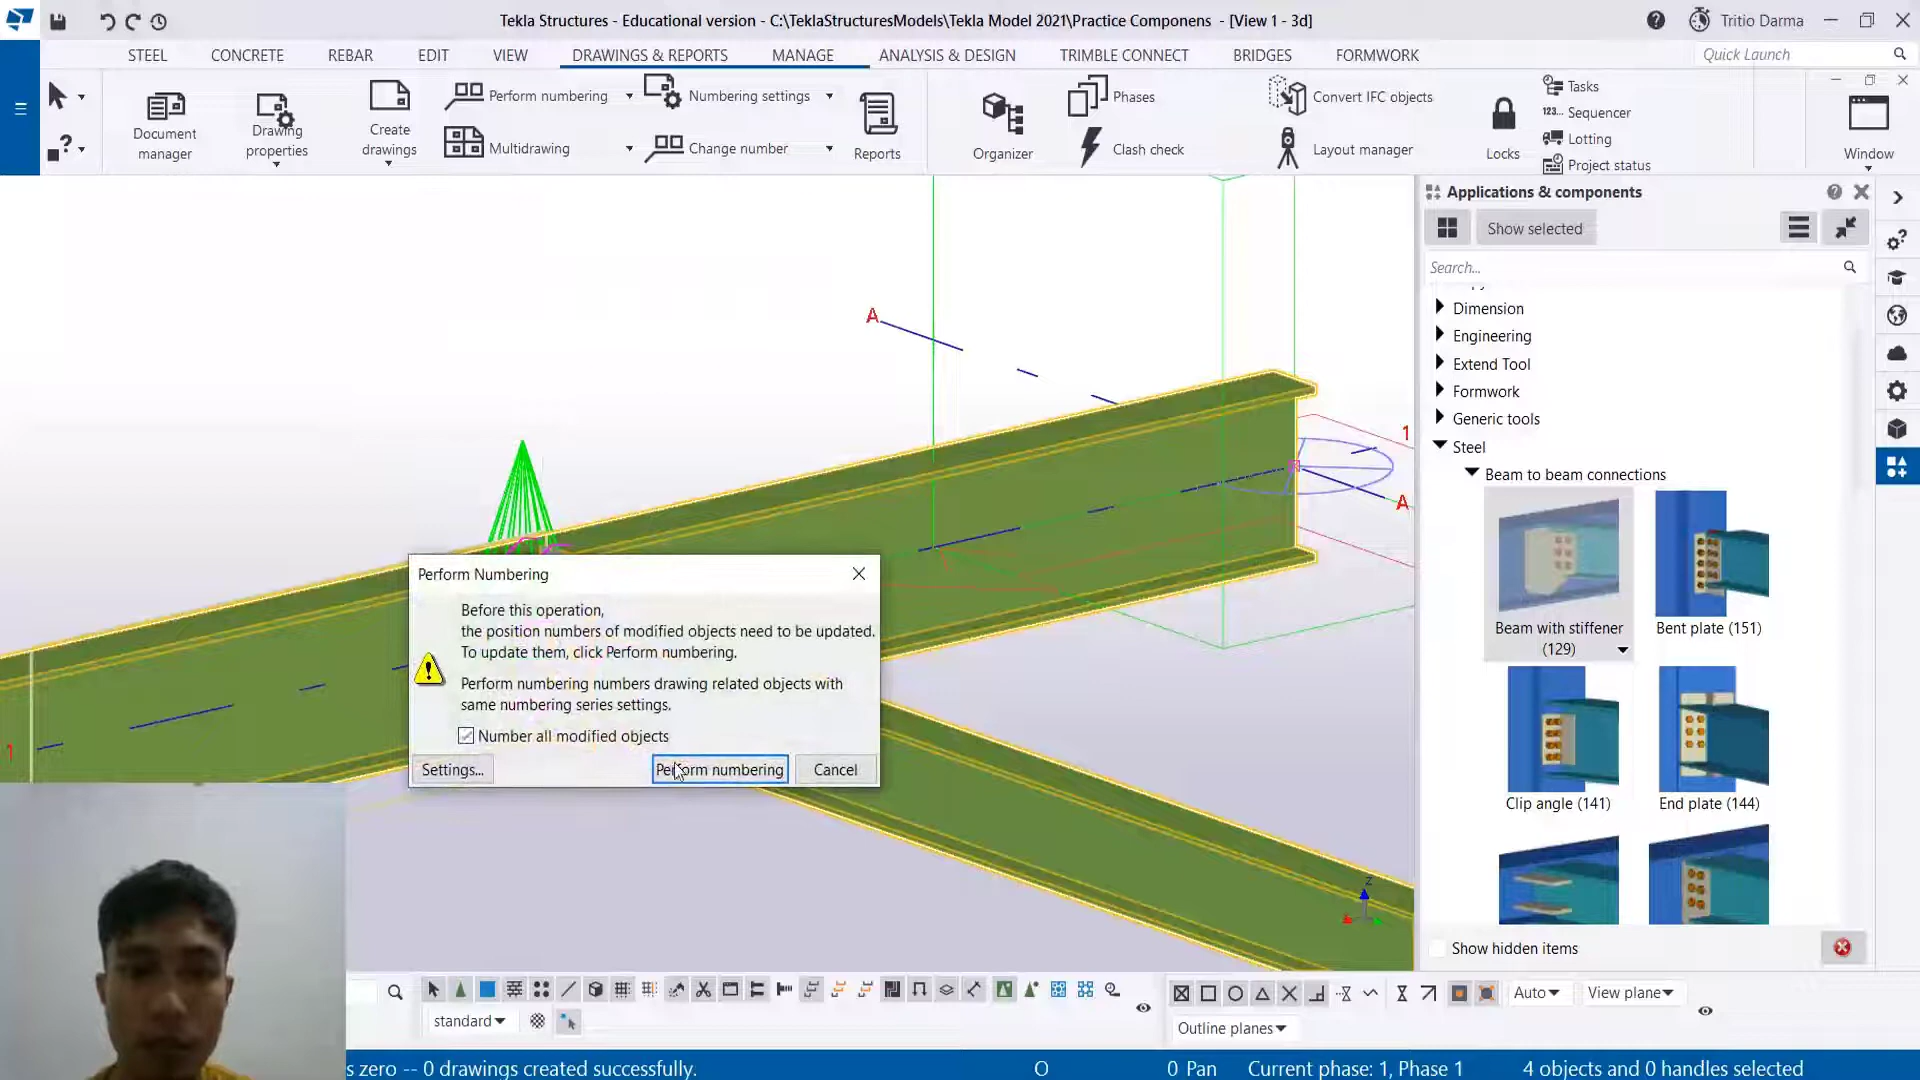 Tekla Structures - Educational version - C:\TeklaStructuresModels\Tekla Model 2021\Practice Componens - [View 1 - 3d]
Tritio Darma
STEEL CONCRETE REBAR EDIT VIEW DRAWINGS & REPORTS MANAGE ANALYSIS & DESIGN TRIMBLE CONNECT BRIDGES FORMWORK
Quick Launch
Document manager
Drawing properties
Create drawings
Perform numbering
Multidrawing
Numbering settings
Change number
Reports
Organizer
Phases
Clash check
Convert IFC objects
Layout manager
Locks
Tasks
123... Sequencer
Lotting
Project status
Window
Applications & components
Show selected
Search...
Dimension
Engineering
Extend Tool
Formwork
Generic tools
Steel
Beam to beam connections
Beam with stiffener (129)
Bent plate (151)
Clip angle (141)
End plate (144)
Show hidden items
A
1
A
1
z
Perform Numbering
Before this operation,
the position numbers of modified objects need to be updated.
To update them, click Perform numbering.
Perform numbering numbers drawing related objects with
same numbering series settings.
Number all modified objects
Settings... Perform numbering Cancel
standard
Auto
View plane
Outline planes
s zero -- 0 drawings created successfully.
O
0 Pan
Current phase: 1, Phase 1
4 objects and 0 handles selected